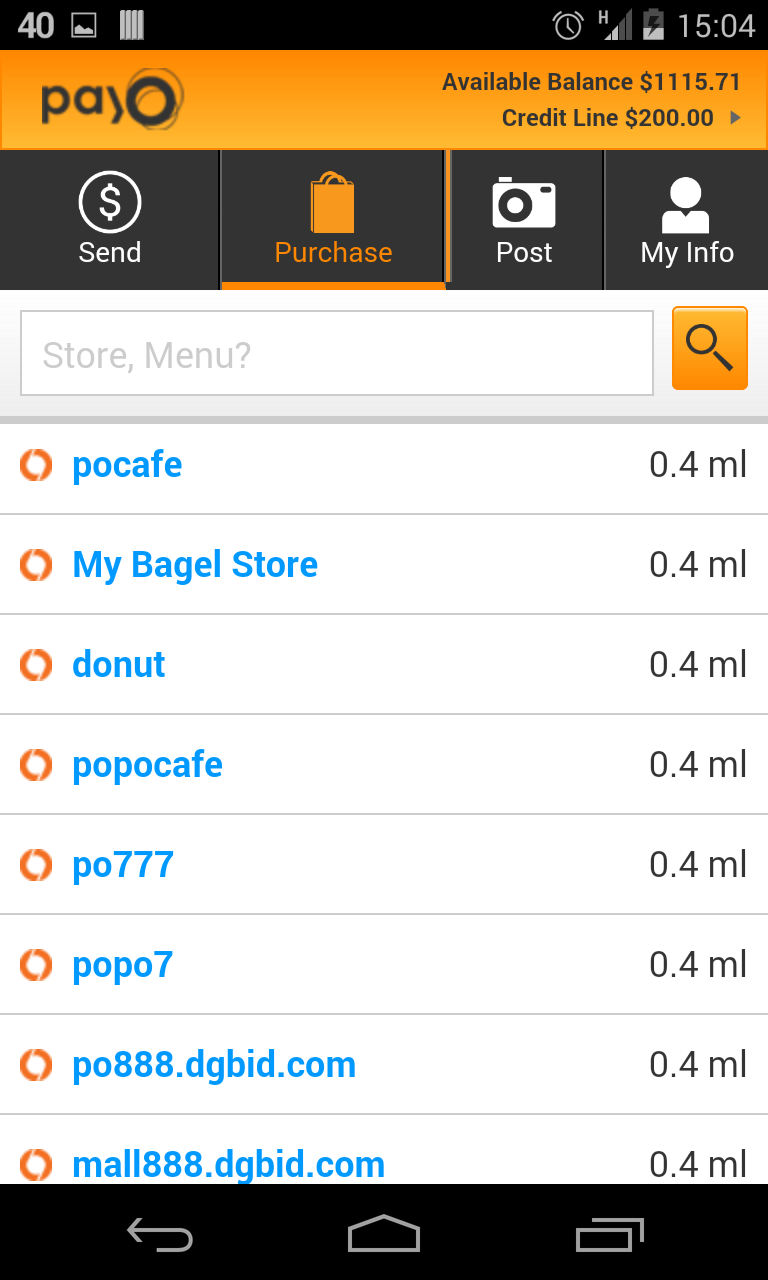 40
H
15:04
payO
Available Balance $1115.71
Credit Line $200.00
$
Send
Purchase
Post
My Info
Store, Menu?
pocafe 0.4 ml
My Bagel Store 0.4 ml
donut 0.4 ml
popocafe 0.4 ml
po777 0.4 ml
popo7 0.4 ml
po888.dgbid.com 0.4 ml
mall888.dgbid.com 0.4 ml